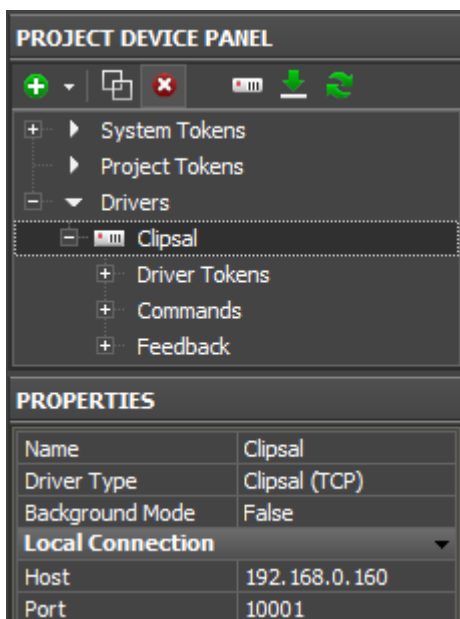 PROJECT DEVICE PANEL
System Tokens
Project Tokens
Drivers
Clipsal
Driver Tokens
Commands
Feedback
PROPERTIES
Name Clipsal
Driver Type Clipsal (TCP)
Background Mode False
Local Connection
Host 192.168.0.160
Port 10001